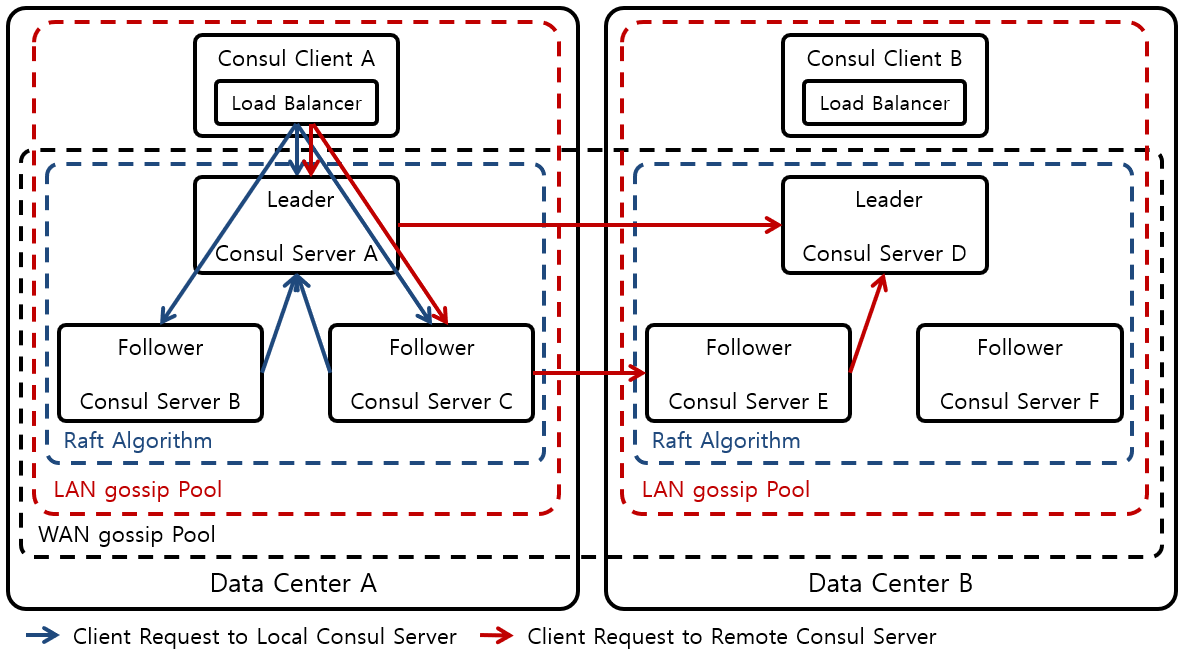 Consul Client A
Load Balancer
Leader
Consul Server A
Follower
Consul Server B
Follower
Consul Server C
Raft Algorithm
LAN gossip Pool
WAN gossip Pool
Data Center A
Consul Client B
Load Balancer
Leader
Consul Server D
Follower
Consul Server E
Follower
Consul Server F
Raft Algorithm
LAN gossip Pool
Data Center B
Client Request to Local Consul Server
Client Request to Remote Consul Server